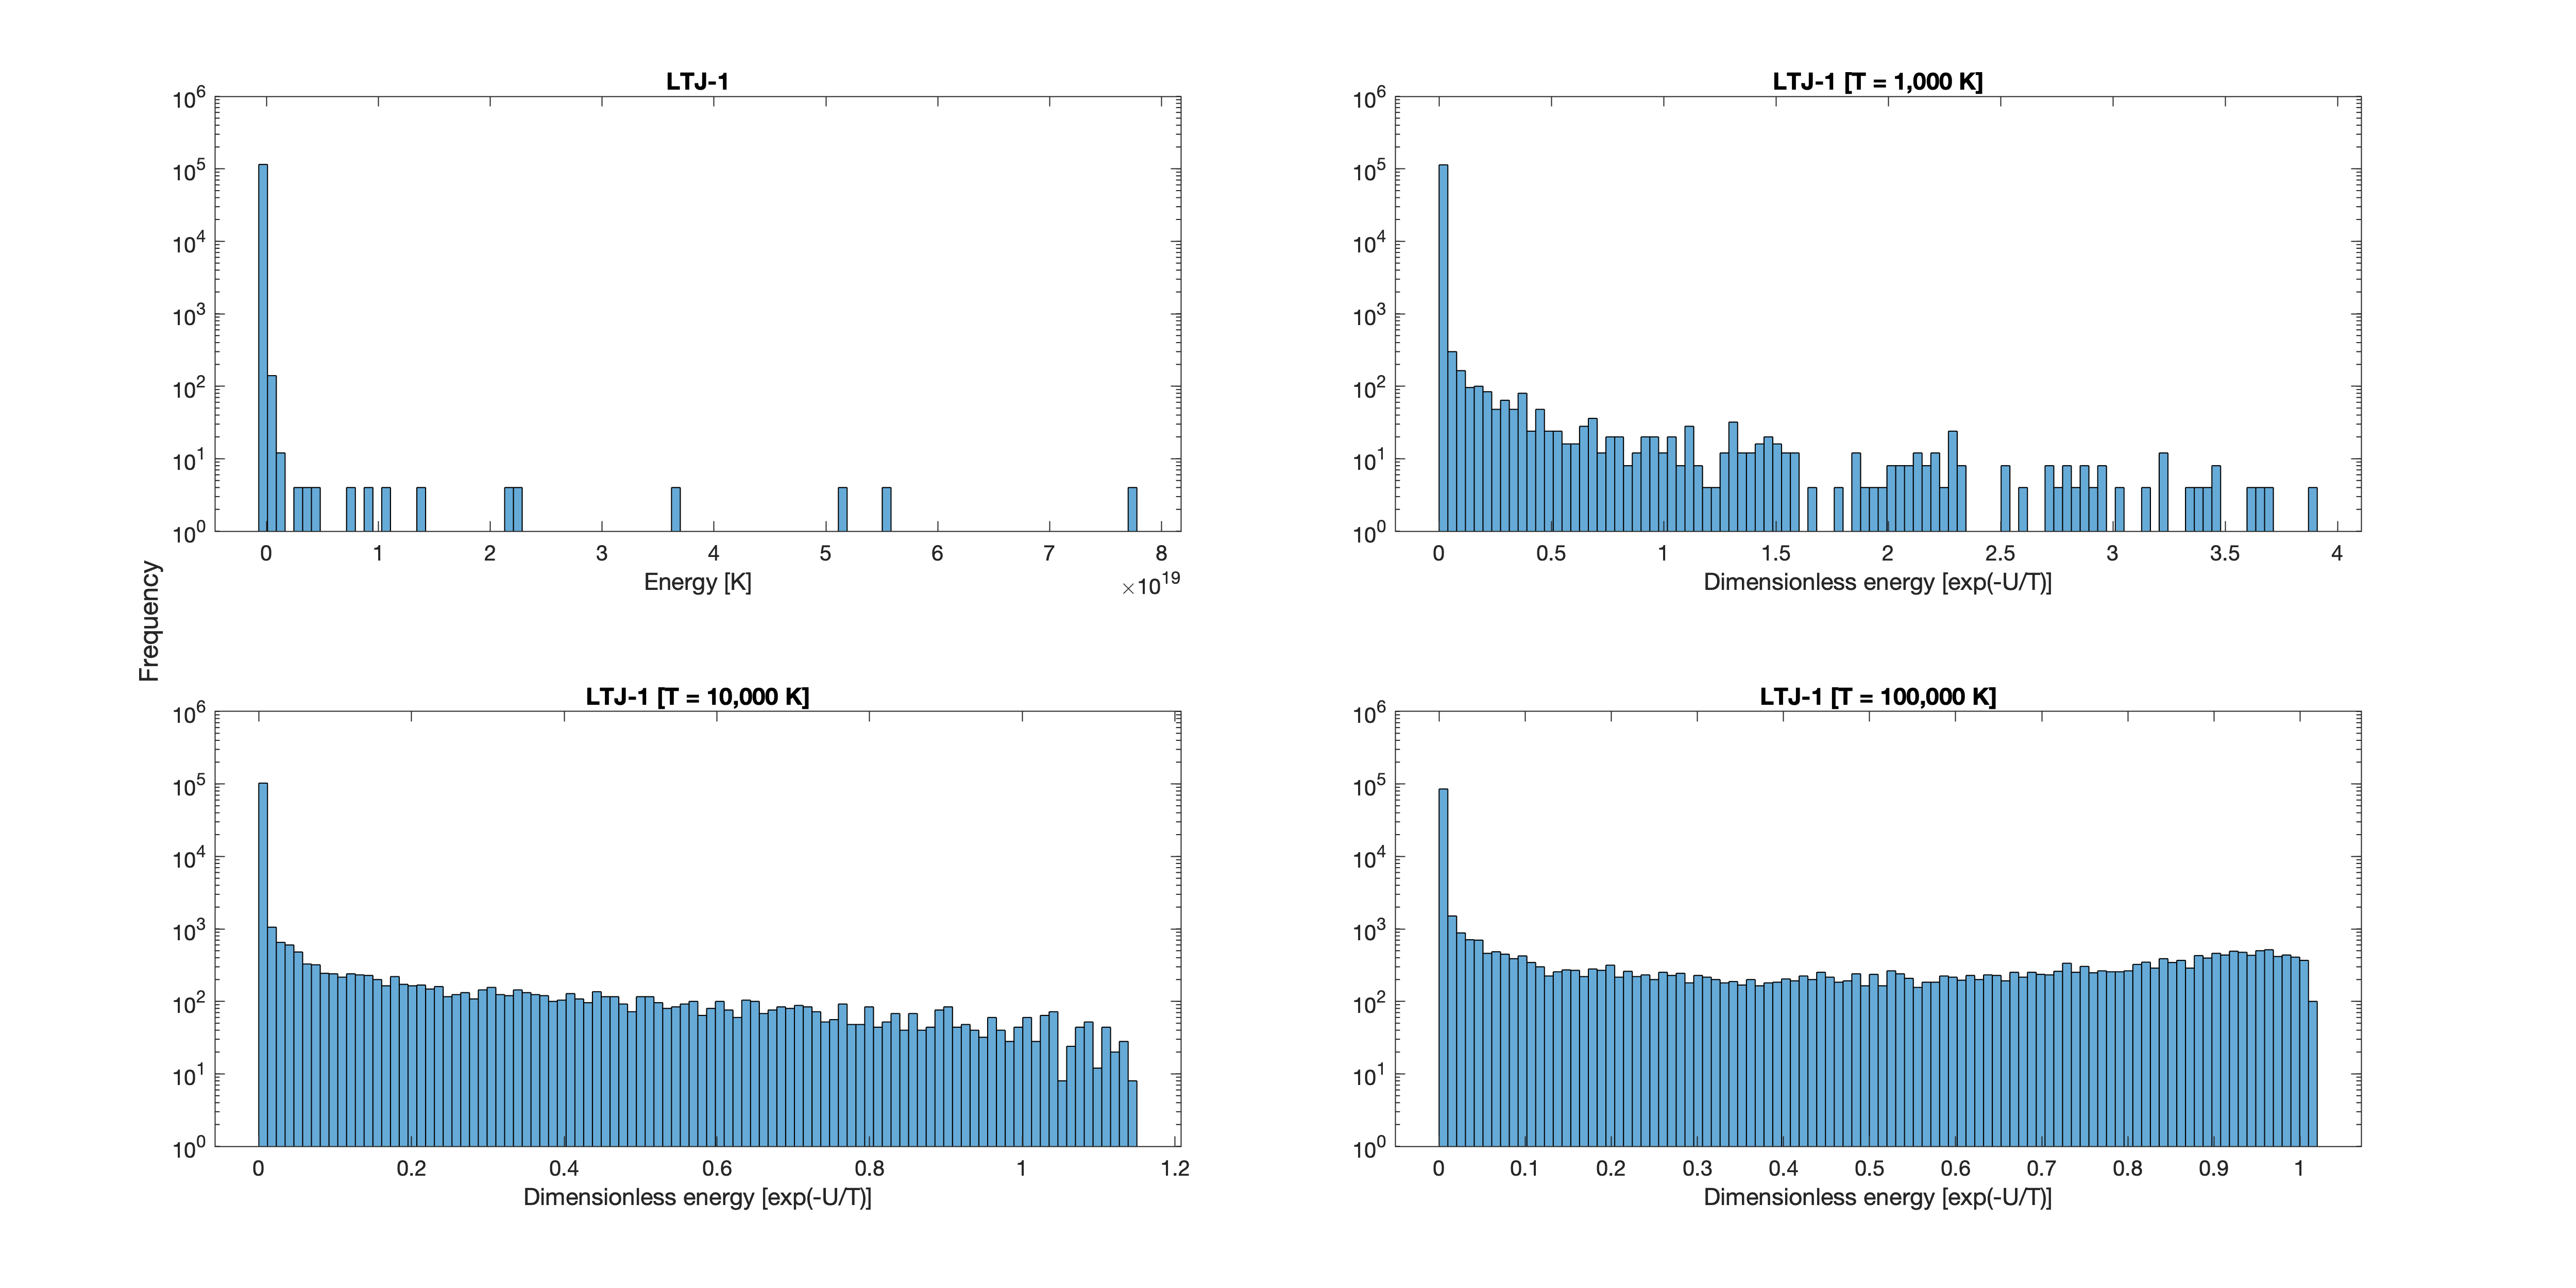 LTJ-1
10^6
10^5
10^4
10^3
10^2
10^1
10^0
0 1 2 3 4 5 6 7 8
×10^19
Energy [K]
LTJ-1 [T = 1,000 K]
10^6
10^5
10^4
10^3
10^2
10^1
10^0
0 0.5 1 1.5 2 2.5 3 3.5 4
Dimensionless energy [exp(-U/T)]
Frequency
LTJ-1 [T = 10,000 K]
10^6
10^5
10^4
10^3
10^2
10^1
10^0
0 0.2 0.4 0.6 0.8 1 1.2
Dimensionless energy [exp(-U/T)]
LTJ-1 [T = 100,000 K]
10^6
10^5
10^4
10^3
10^2
10^1
10^0
0 0.1 0.2 0.3 0.4 0.5 0.6 0.7 0.8 0.9 1
Dimensionless energy [exp(-U/T)]